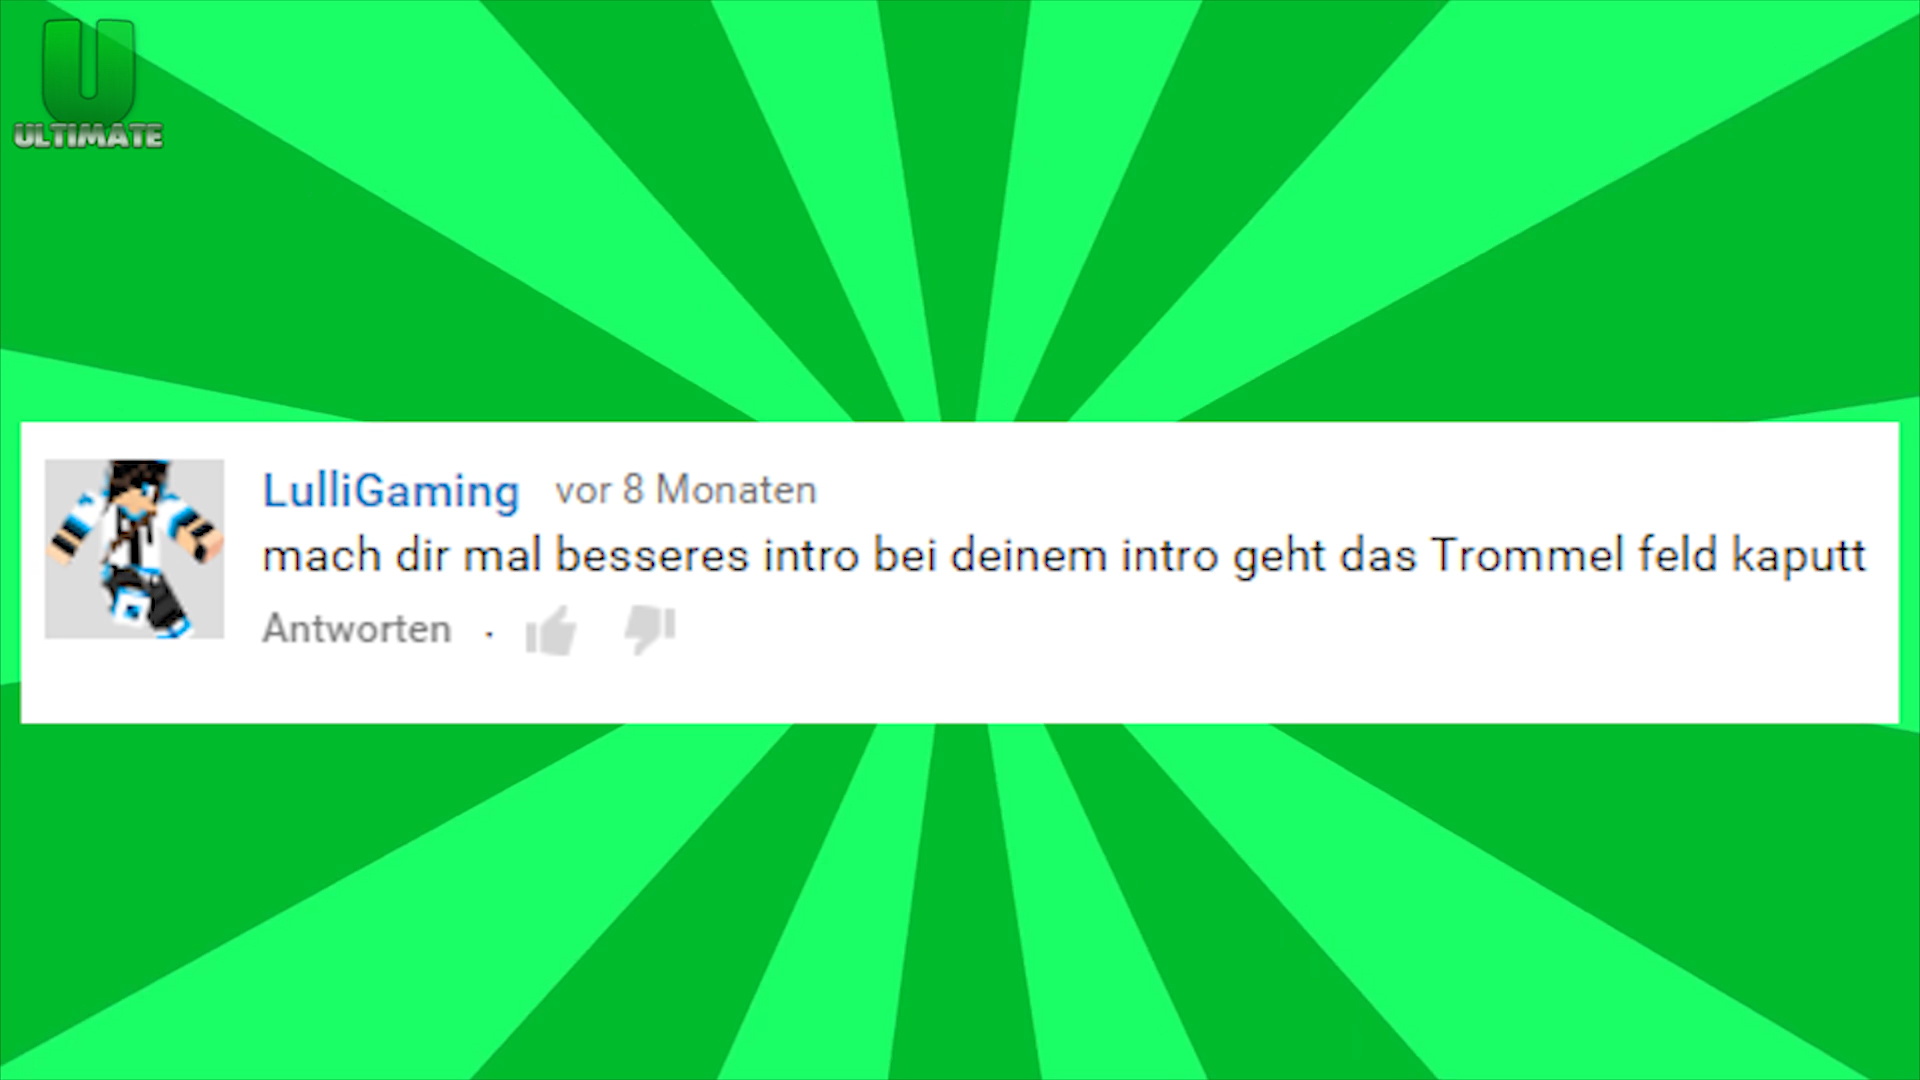 U
ULTIMATE
LulliGaming vor 8 Monaten
mach dir mal besseres intro bei deinem intro geht das Trommel feld kaputt
Antworten ·